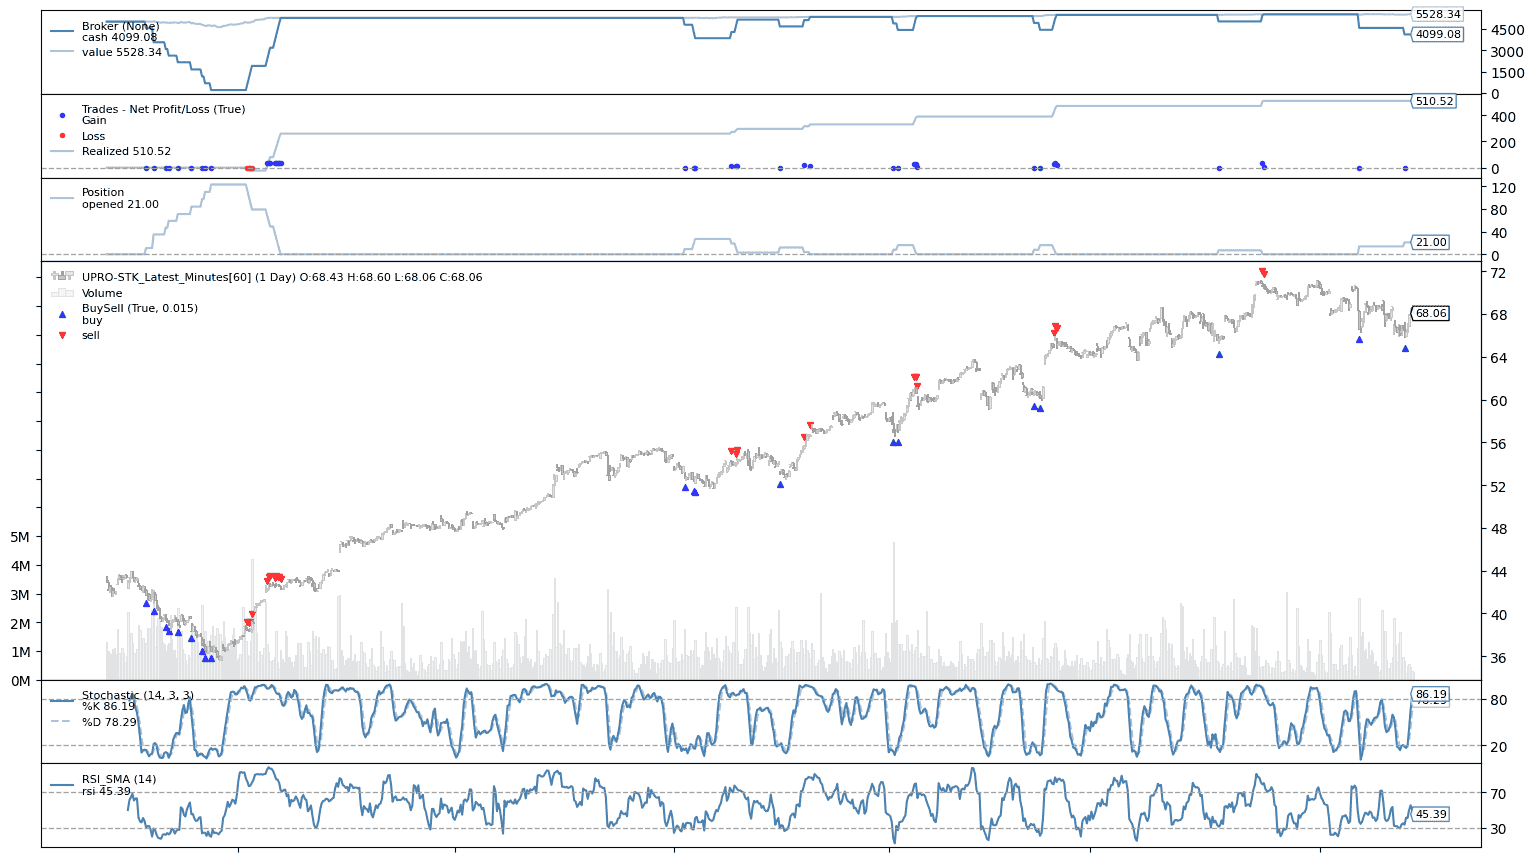 Broker (None)
cash 4099.08
value 5528.34
5528.34
4500
4099.08
3000
1500
0
Trades - Net Profit/Loss (True)
Gain
Loss
Realized 510.52
510.52
400
200
0
Position
opened 21.00
120
80
40
21.00
0
UPRO-STK_Latest_Minutes[60] (1 Day) O:68.43 H:68.60 L:68.06 C:68.06
Volume
BuySell (True, 0.015)
buy
sell
72
68
68.06
64
60
56
52
48
44
40
36
5M
4M
3M
2M
1M
0M
Stochastic (14, 3, 3)
%K 86.19
%D 78.29
86.19
78.29
80
20
RSI_SMA (14)
rsi 45.39
70
45.39
30